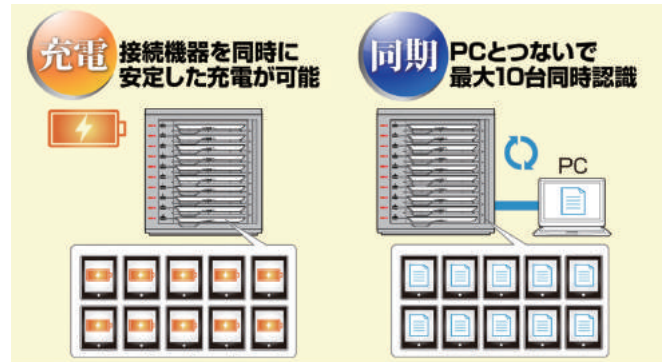 充電
接続機器を同時に
安定した充電が可能
同期
PCとつないで
最大10台同時認識
PC